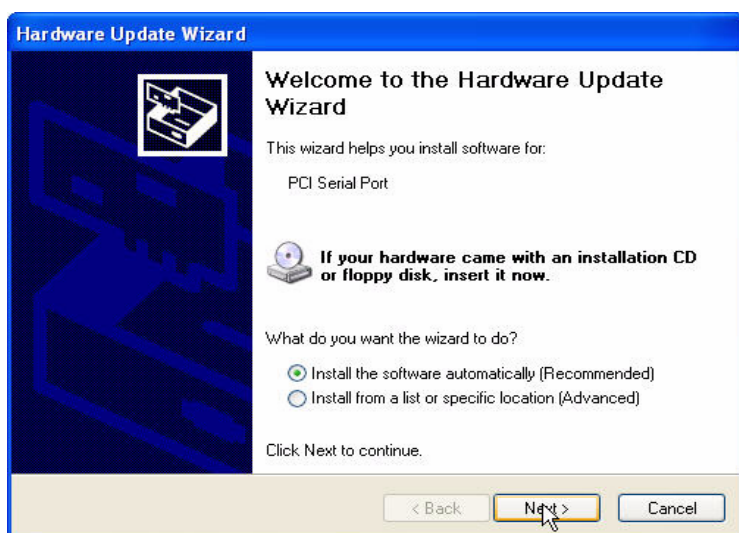 Hardware Update Wizard
Welcome to the Hardware Update
Wizard
This wizard helps you install software for:
PCI Serial Port
If your hardware came with an installation CD
or floppy disk, insert it now.
What do you want the wizard to do?
Install the software automatically (Recommended)
Install from a list or specific location (Advanced)
Click Next to continue.
< Back Next > Cancel